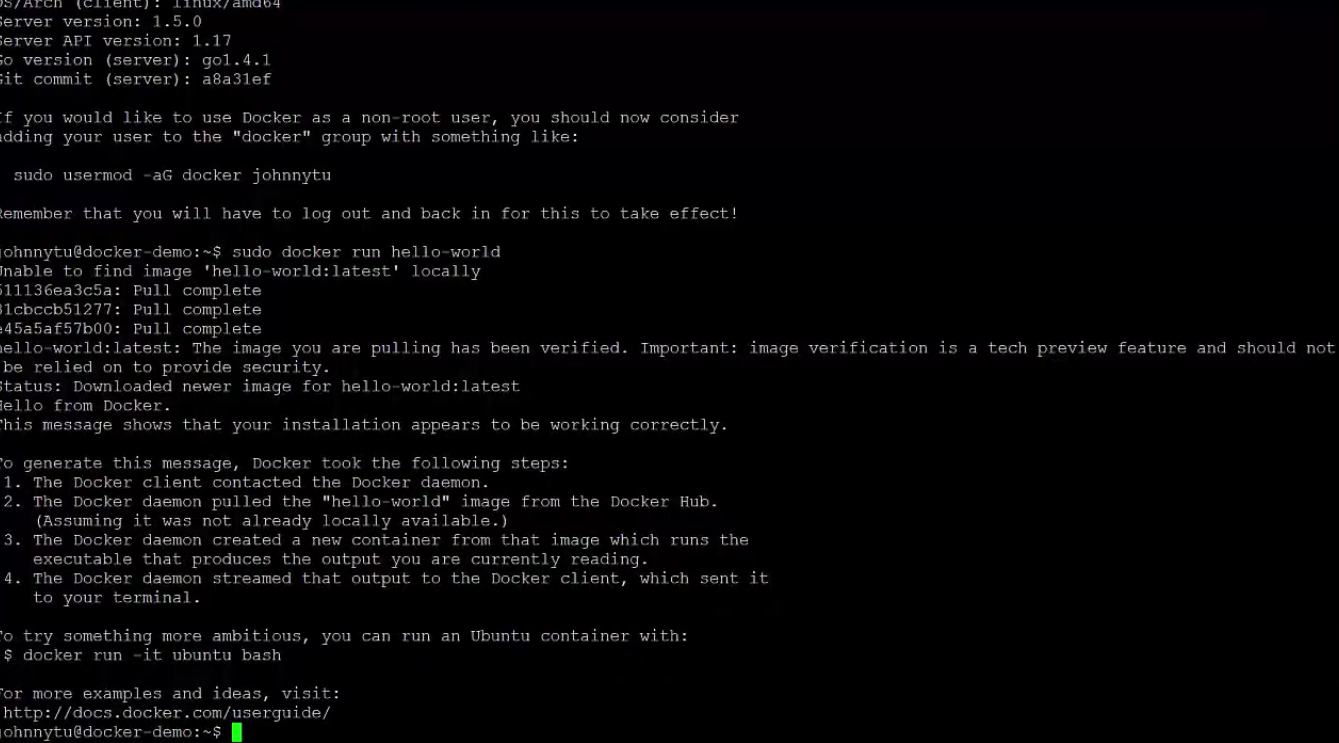 OS/Arch (client): linux/amd64
Server version: 1.5.0
Server API version: 1.17
Go version (server): go1.4.1
Git commit (server): a8a31ef
If you would like to use Docker as a non-root user, you should now consider
adding your user to the "docker" group with something like:
sudo usermod -aG docker johnnytu
Remember that you will have to log out and back in for this to take effect!
johnnytu@docker-demo:~$ sudo docker run hello-world
Unable to find image 'hello-world:latest' locally
511136ea3c5a: Pull complete
31cbccb51277: Pull complete
e45a5af57b00: Pull complete
hello-world:latest: The image you are pulling has been verified. Important: image verification is a tech preview feature and should not
be relied on to provide security.
Status: Downloaded newer image for hello-world:latest
Hello from Docker.
This message shows that your installation appears to be working correctly.
To generate this message, Docker took the following steps:
1. The Docker client contacted the Docker daemon.
2. The Docker daemon pulled the "hello-world" image from the Docker Hub.
(Assuming it was not already locally available.)
3. The Docker daemon created a new container from that image which runs the
executable that produces the output you are currently reading.
4. The Docker daemon streamed that output to the Docker client, which sent it
to your terminal.
To try something more ambitious, you can run an Ubuntu container with:
$ docker run -it ubuntu bash
For more examples and ideas, visit:
http://docs.docker.com/userguide/
johnnytu@docker-demo:~$